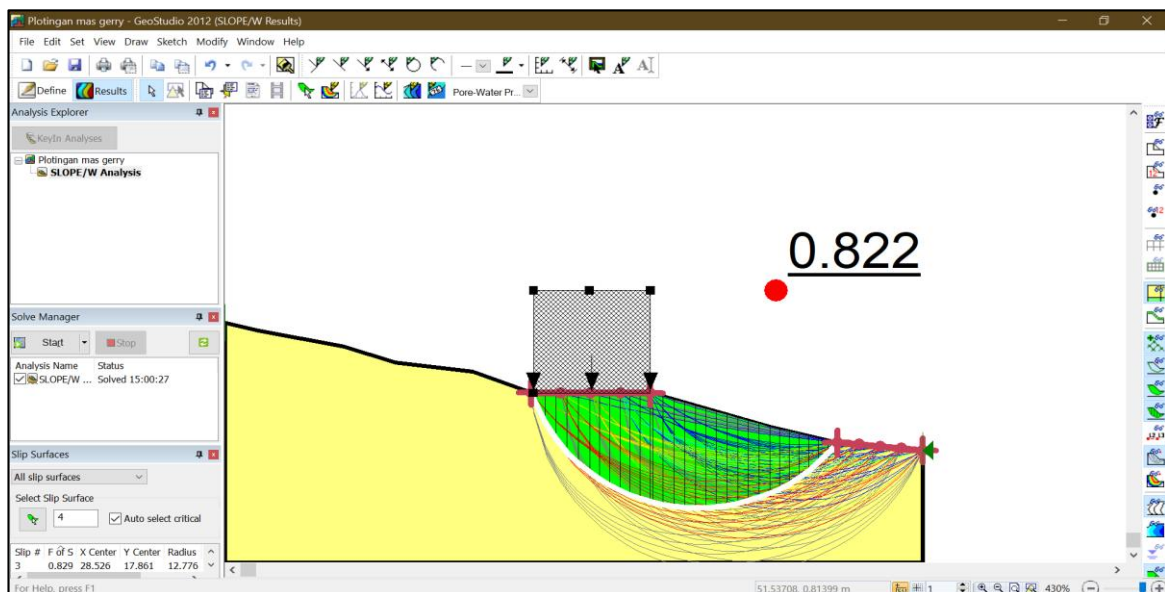 Plotingan mas gerry - GeoStudio 2012 (SLOPE/W Results)
File Edit Set View Draw Sketch Modify Window Help
Define Results Pore-Water Pr...
Analysis Explorer
KeyIn Analyses
Plotingan mas gerry
SLOPE/W Analysis
0.822
Solve Manager
Start Stop
Analysis Name Status
SLOPE/W ... Solved 15:00:27
Slip Surfaces
All slip surfaces
Select Slip Surface
4 Auto select critical
Slip # F of S X Center Y Center Radius
3 0.829 28.526 17.861 12.776
For Help, press F1
51.53708, 0.81399 m 1 430%